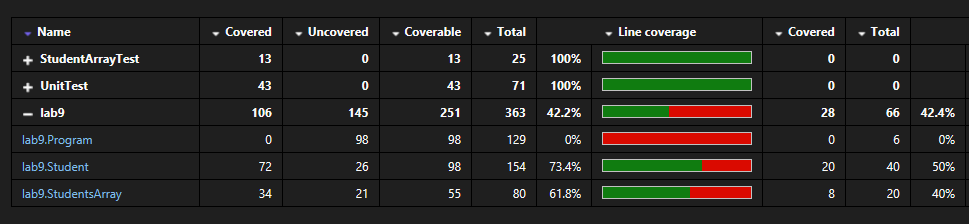 Name Covered Uncovered Coverable Total Line coverage Covered Total
StudentArrayTest 13 0 13 25 100% 0 0
UnitTest 43 0 43 71 100% 0 0
lab9 106 145 251 363 42.2% 28 66 42.4%
lab9.Program 0 98 98 129 0% 0 6 0%
lab9.Student 72 26 98 154 73.4% 20 40 50%
lab9.StudentsArray 34 21 55 80 61.8% 8 20 40%